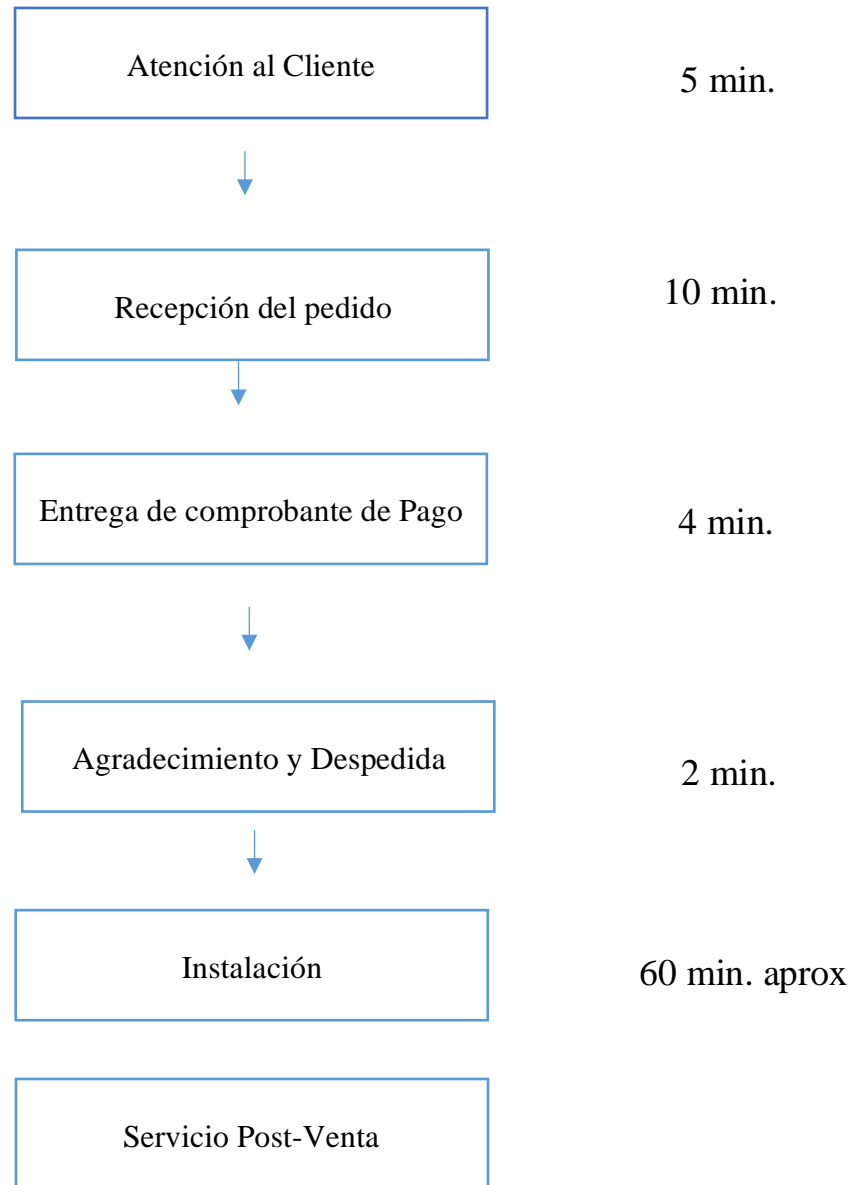 Atención al Cliente
5 min.
Recepción del pedido
10 min.
Entrega de comprobante de Pago
4 min.
Agradecimiento y Despedida
2 min.
Instalación
60 min. aprox
Servicio Post-Venta